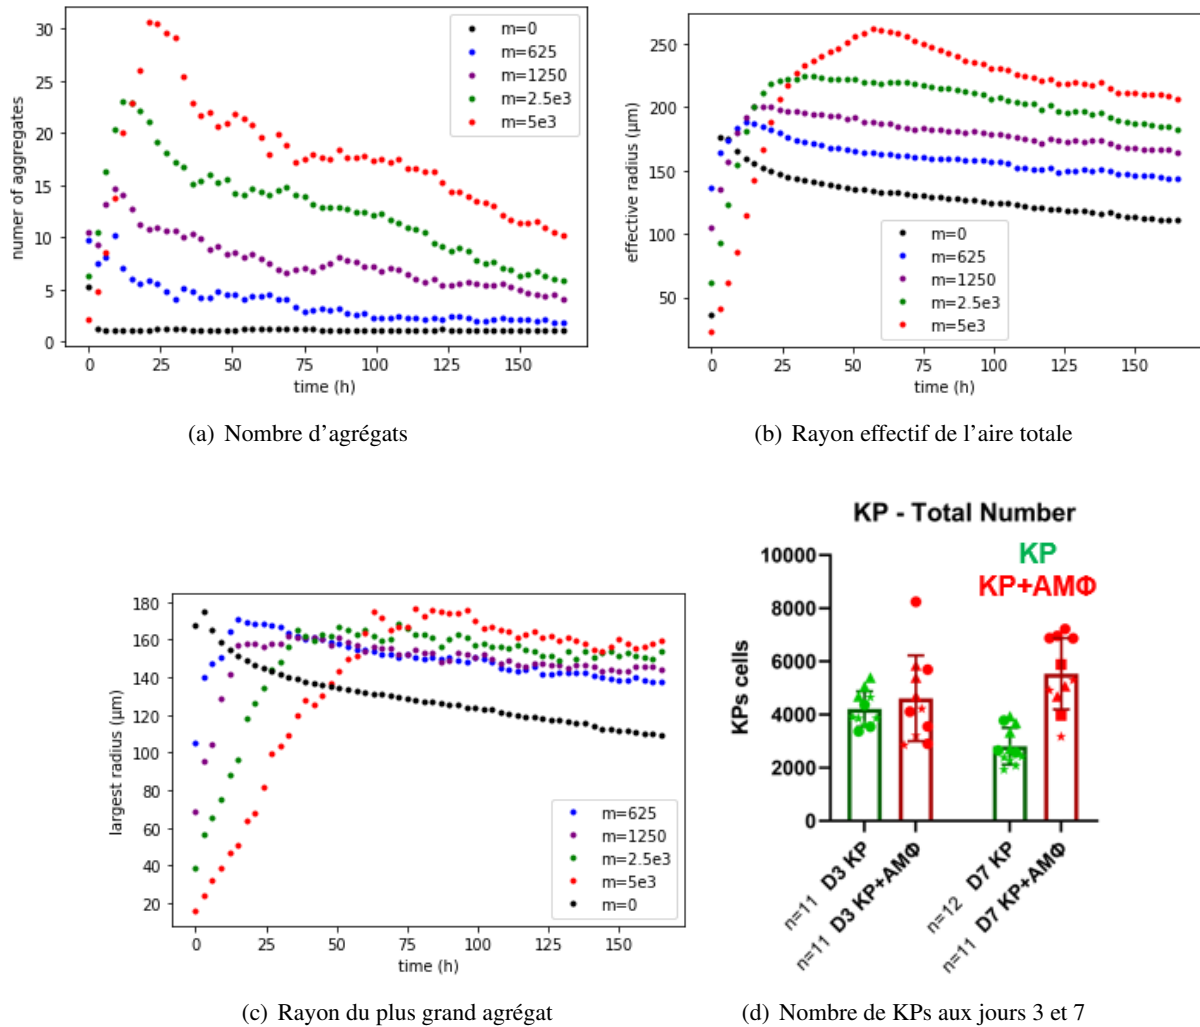 30
25
20
15
10
5
0
numer of aggregates
m=0
m=625
m=1250
m=2.5e3
m=5e3
0 25 50 75 100 125 150
time (h)
(a) Nombre d'agrégats
250
200
150
100
50
effective radius (µm)
m=0
m=625
m=1250
m=2.5e3
m=5e3
0 25 50 75 100 125 150
time (h)
(b) Rayon effectif de l'aire totale
180
160
140
120
100
80
60
40
20
largest radius (µm)
m=625
m=1250
m=2.5e3
m=5e3
m=0
0 25 50 75 100 125 150
time (h)
(c) Rayon du plus grand agrégat
KP - Total Number
KP
KP+AMΦ
10000
8000
6000
4000
2000
0
KPs cells
n=11 D3 KP
n=11 D3 KP+AMΦ
n=12 D7 KP
n=11 D7 KP+AMΦ
(d) Nombre de KPs aux jours 3 et 7